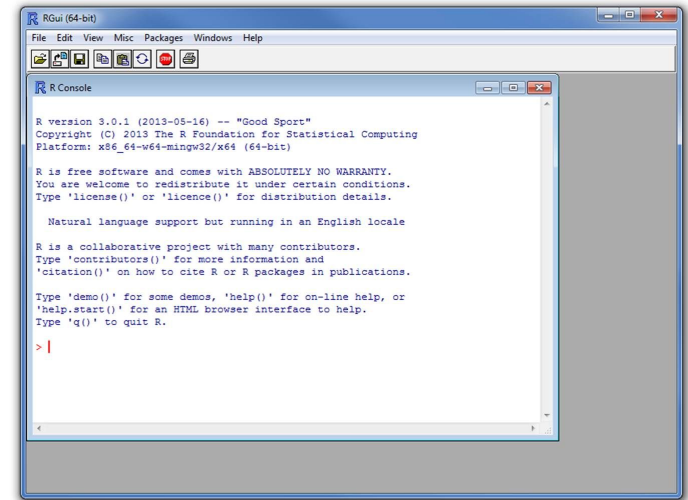 RGui (64-bit)
File Edit View Misc Packages Windows Help
STOP
R Console
R version 3.0.1 (2013-05-16) -- "Good Sport"
Copyright (C) 2013 The R Foundation for Statistical Computing
Platform: x86_64-w64-mingw32/x64 (64-bit)
R is free software and comes with ABSOLUTELY NO WARRANTY.
You are welcome to redistribute it under certain conditions.
Type 'license()' or 'licence()' for distribution details.
Natural language support but running in an English locale
R is a collaborative project with many contributors.
Type 'contributors()' for more information and
'citation()' on how to cite R or R packages in publications.
Type 'demo()' for some demos, 'help()' for on-line help, or
'help.start()' for an HTML browser interface to help.
Type 'q()' to quit R.
>